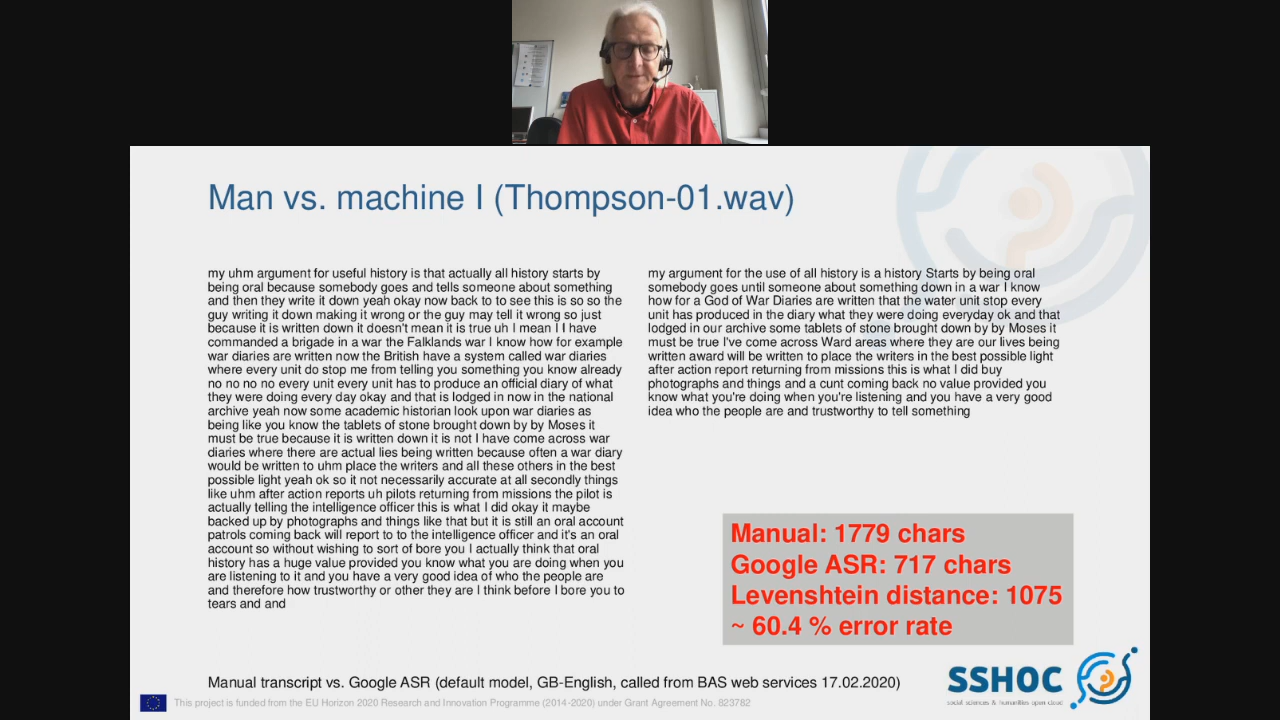 Man vs. machine I (Thompson-01.wav)
my uhm argument for useful history is that actually all history starts by
being oral because somebody goes and tells someone about something
and then they write it down yeah okay now back to to see this is so so the
guy writing it down making it wrong or the guy may tell it wrong so just
because it is written down it doesn't mean it is true uh I mean I I have
commanded a brigade in a war the Falklands war I know how for example
war diaries are written now the British have a system called war diaries
where every unit do stop me from telling you something you know already
no no no no every unit every unit has to produce an official diary of what
they were doing every day okay and that is lodged in now in the national
archive yeah now some academic historian look upon war diaries as
being like you know the tablets of stone brought down by by Moses it
must be true because it is written down it is not I have come across war
diaries where there are actual lies being written because often a war diary
would be written to uhm place the writers and all these others in the best
possible light yeah ok so it not necessarily accurate at all secondly things
like uhm after action reports uh pilots returning from missions the pilot is
actually telling the intelligence officer this is what I did okay it maybe
backed up by photographs and things like that but it is still an oral account
patrols coming back will report to to the intelligence officer and it's an oral
account so without wishing to sort of bore you I actually think that oral
history has a huge value provided you know what you are doing when you
are listening to it and you have a very good idea of who the people are
and therefore how trustworthy or other they are I think before I bore you to
tears and and
my argument for the use of all history is a history Starts by being oral
somebody goes until someone about something down in a war I know
how for a God of War Diaries are written that the water unit stop every
unit has produced in the diary what they were doing everyday ok and that
lodged in our archive some tablets of stone brought down by by Moses it
must be true I've come across Ward areas where they are our lives being
written award will be written to place the writers in the best possible light
after action report returning from missions this is what I did buy
photographs and things and a cunt coming back no value provided you
know what you're doing when you're listening and you have a very good
idea who the people are and trustworthy to tell something
Manual: 1779 chars
Google ASR: 717 chars
Levenshtein distance: 1075
~ 60.4 % error rate
Manual transcript vs. Google ASR (default model, GB-English, called from BAS web services 17.02.2020)
SSHOC
social sciences & humanities open cloud
This project is funded from the EU Horizon 2020 Research and Innovation Programme (2014-2020) under Grant Agreement No. 823782